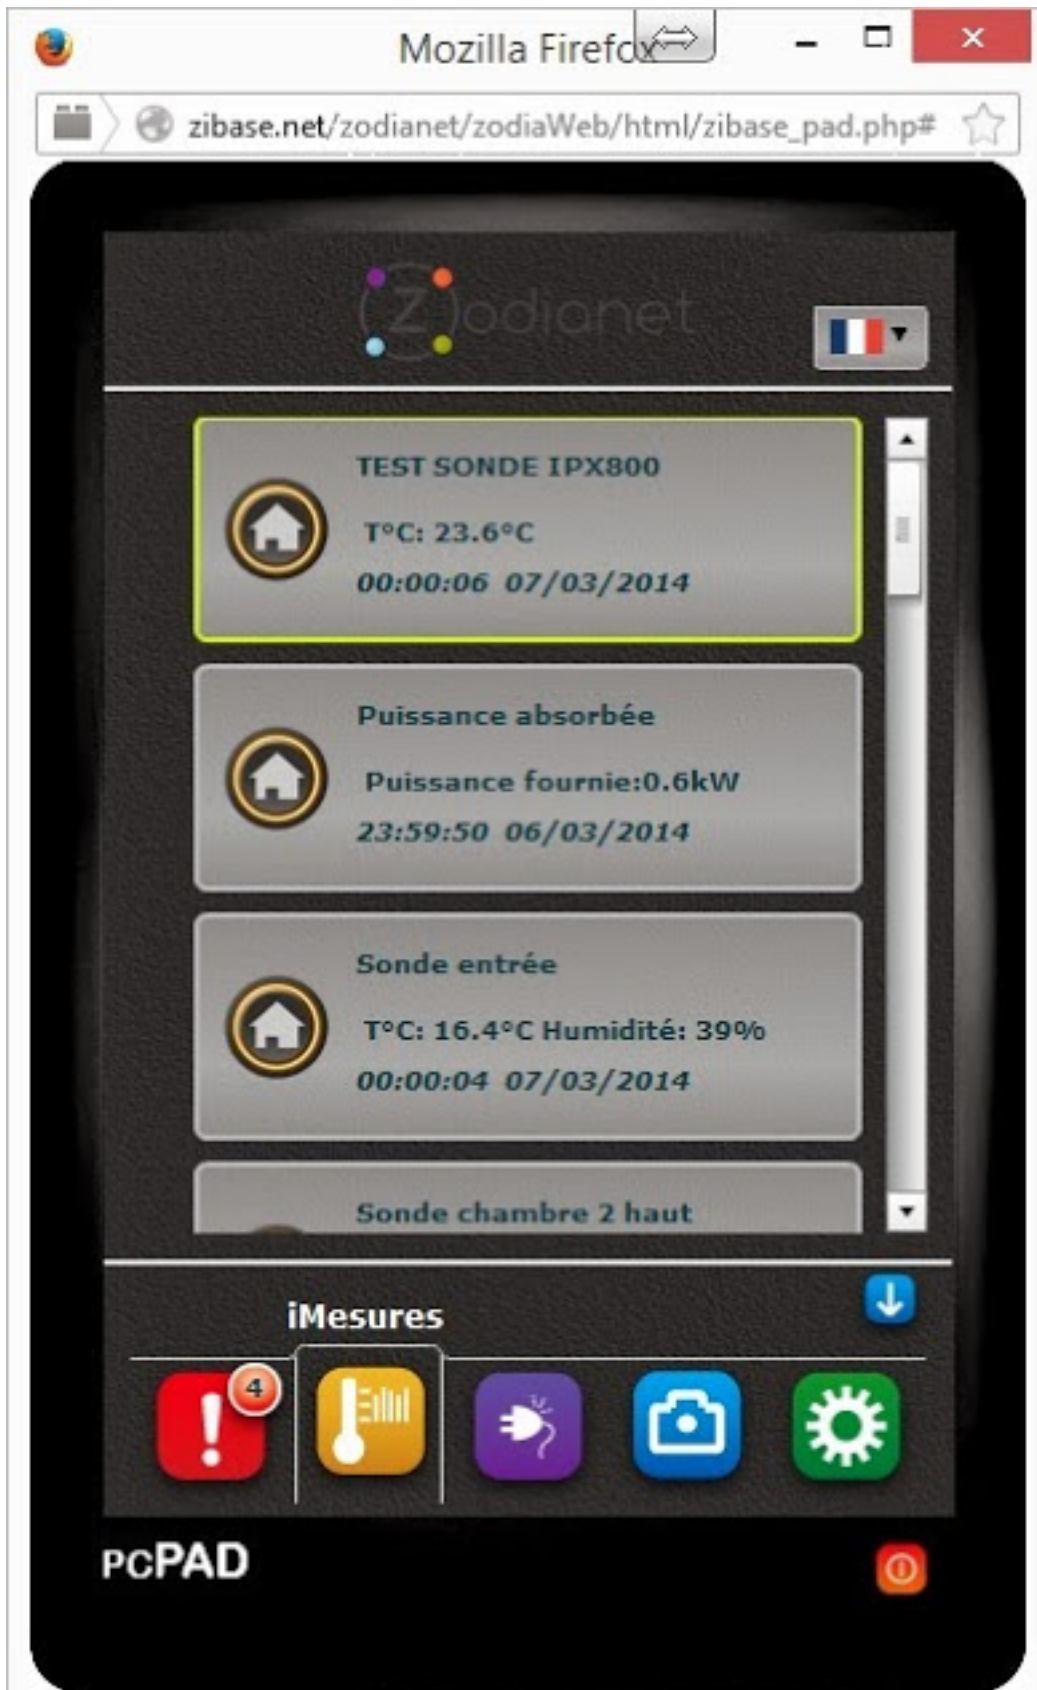 Mozilla Firefox
zibase.net/zodianet/zodiaWeb/html/zibase_pad.php#
Zodianet
TEST SONDE IPX800
T°C: 23.6°C
00:00:06 07/03/2014
Puissance absorbée
Puissance fournie:0.6kW
23:59:50 06/03/2014
Sonde entrée
T°C: 16.4°C Humidité: 39%
00:00:04 07/03/2014
Sonde chambre 2 haut
iMesures
4
PCPAD